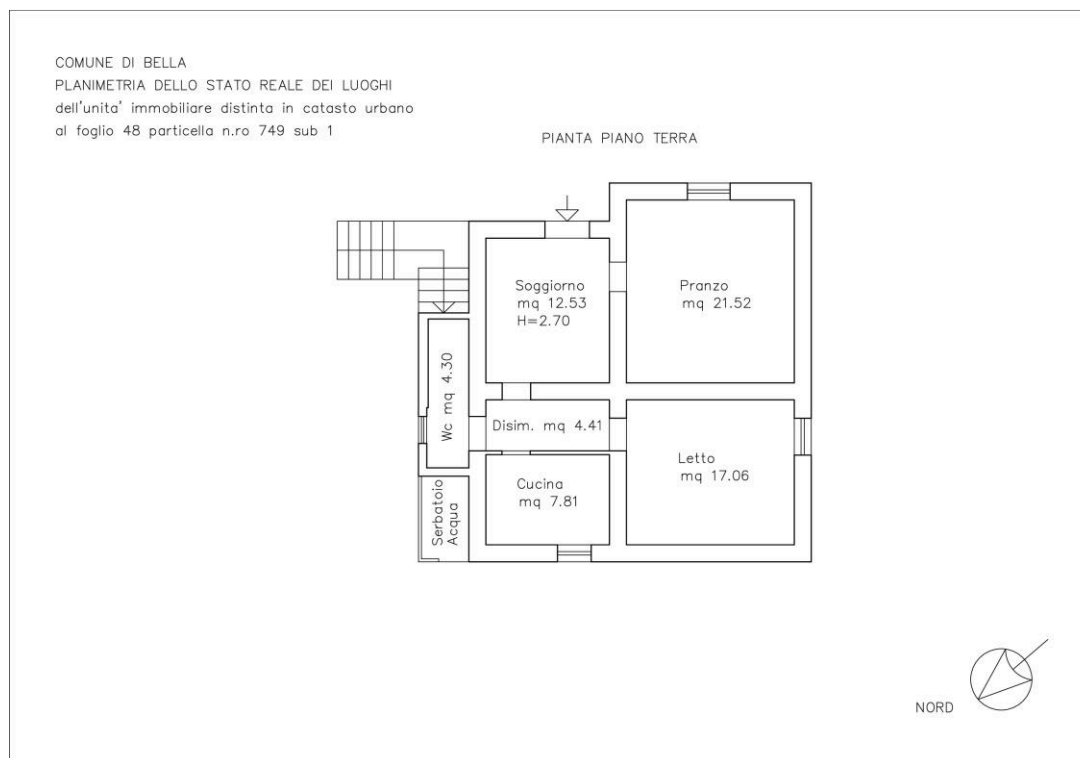 COMUNE DI BELLA
PLANIMETRIA DELLO STATO REALE DEI LUOGHI
dell'unita' immobiliare distinta in catasto urbano
al foglio 48 particella n.ro 749 sub 1
PIANTA PIANO TERRA
Soggiorno
mq 12.53
H=2.70
Pranzo
mq 21.52
Wc mq 4.30
Disim. mq 4.41
Letto
mq 17.06
Cucina
mq 7.81
Serbatoio
Acqua
NORD